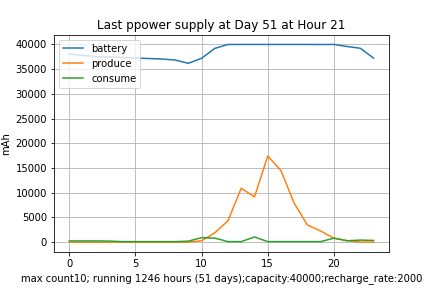 Last ppower supply at Day 51 at Hour 21
40000
35000
30000
25000
20000
15000
10000
5000
0
mAh
battery
produce
consume
0 5 10 15 20
max count10; running 1246 hours (51 days);capacity:40000;recharge_rate:2000